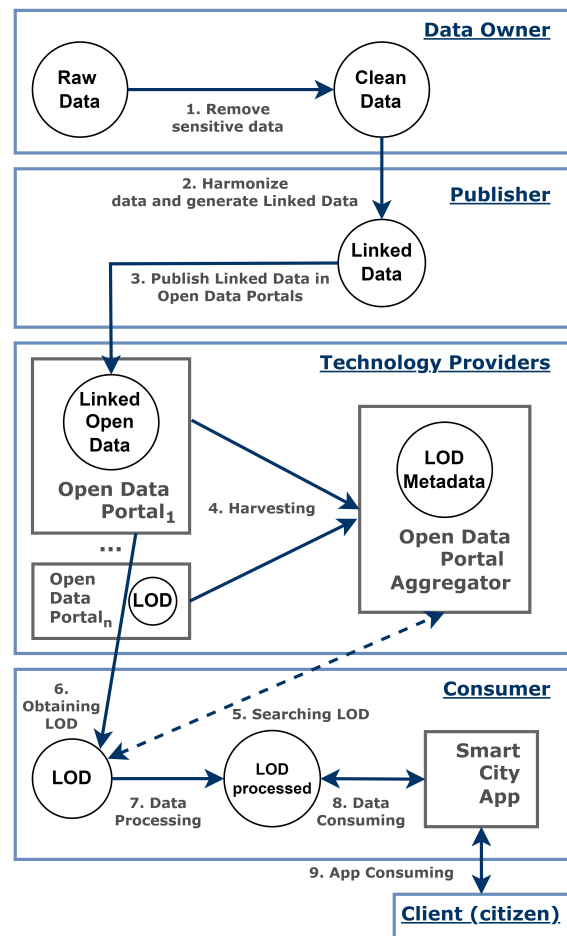 Data Owner
Raw
Data
Clean
Data
1. Remove
sensitive data
2. Harmonize
data and generate Linked Data
Publisher
Linked
Data
3. Publish Linked Data in
Open Data Portals
Technology Providers
Linked
Open
Data
Open Data
Portal1
...
Open
Data
Portaln
LOD
4. Harvesting
LOD
Metadata
Open Data
Portal
Aggregator
Consumer
6.
Obtaining
LOD
5. Searching LOD
LOD
7. Data
Processing
LOD
processed
8. Data
Consuming
Smart
City
App
9. App Consuming
Client (citizen)